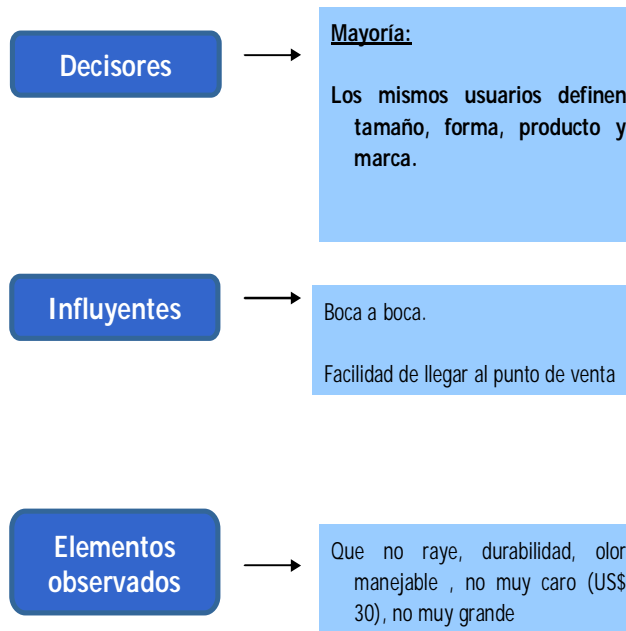 Decisores
Mayoría:
Los mismos usuarios definen
tamaño, forma, producto y
marca.
Influyentes
Boca a boca.
Facilidad de llegar al punto de venta
Elementos
observados
Que no raye, durabilidad, olor
manejable , no muy caro (US$
30), no muy grande